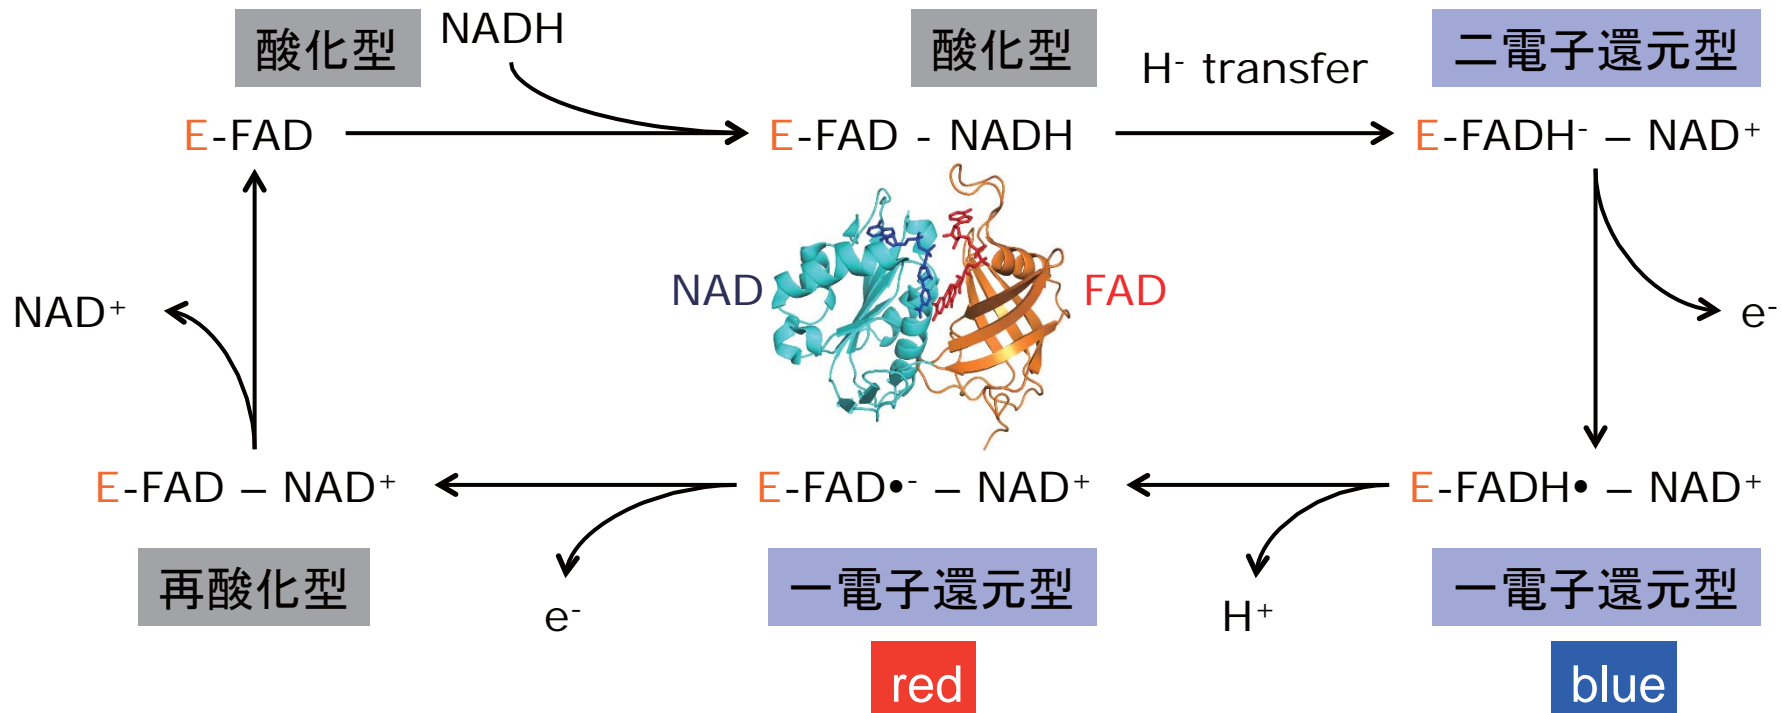 酸化型
NADH
酸化型
H- transfer
二電子還元型
E-FAD
E-FAD - NADH
E-FADH- – NAD+
NAD
FAD
NAD+
e-
E-FAD – NAD+
E-FAD•- – NAD+
E-FADH• – NAD+
再酸化型
e-
一電子還元型
H+
一電子還元型
red
blue